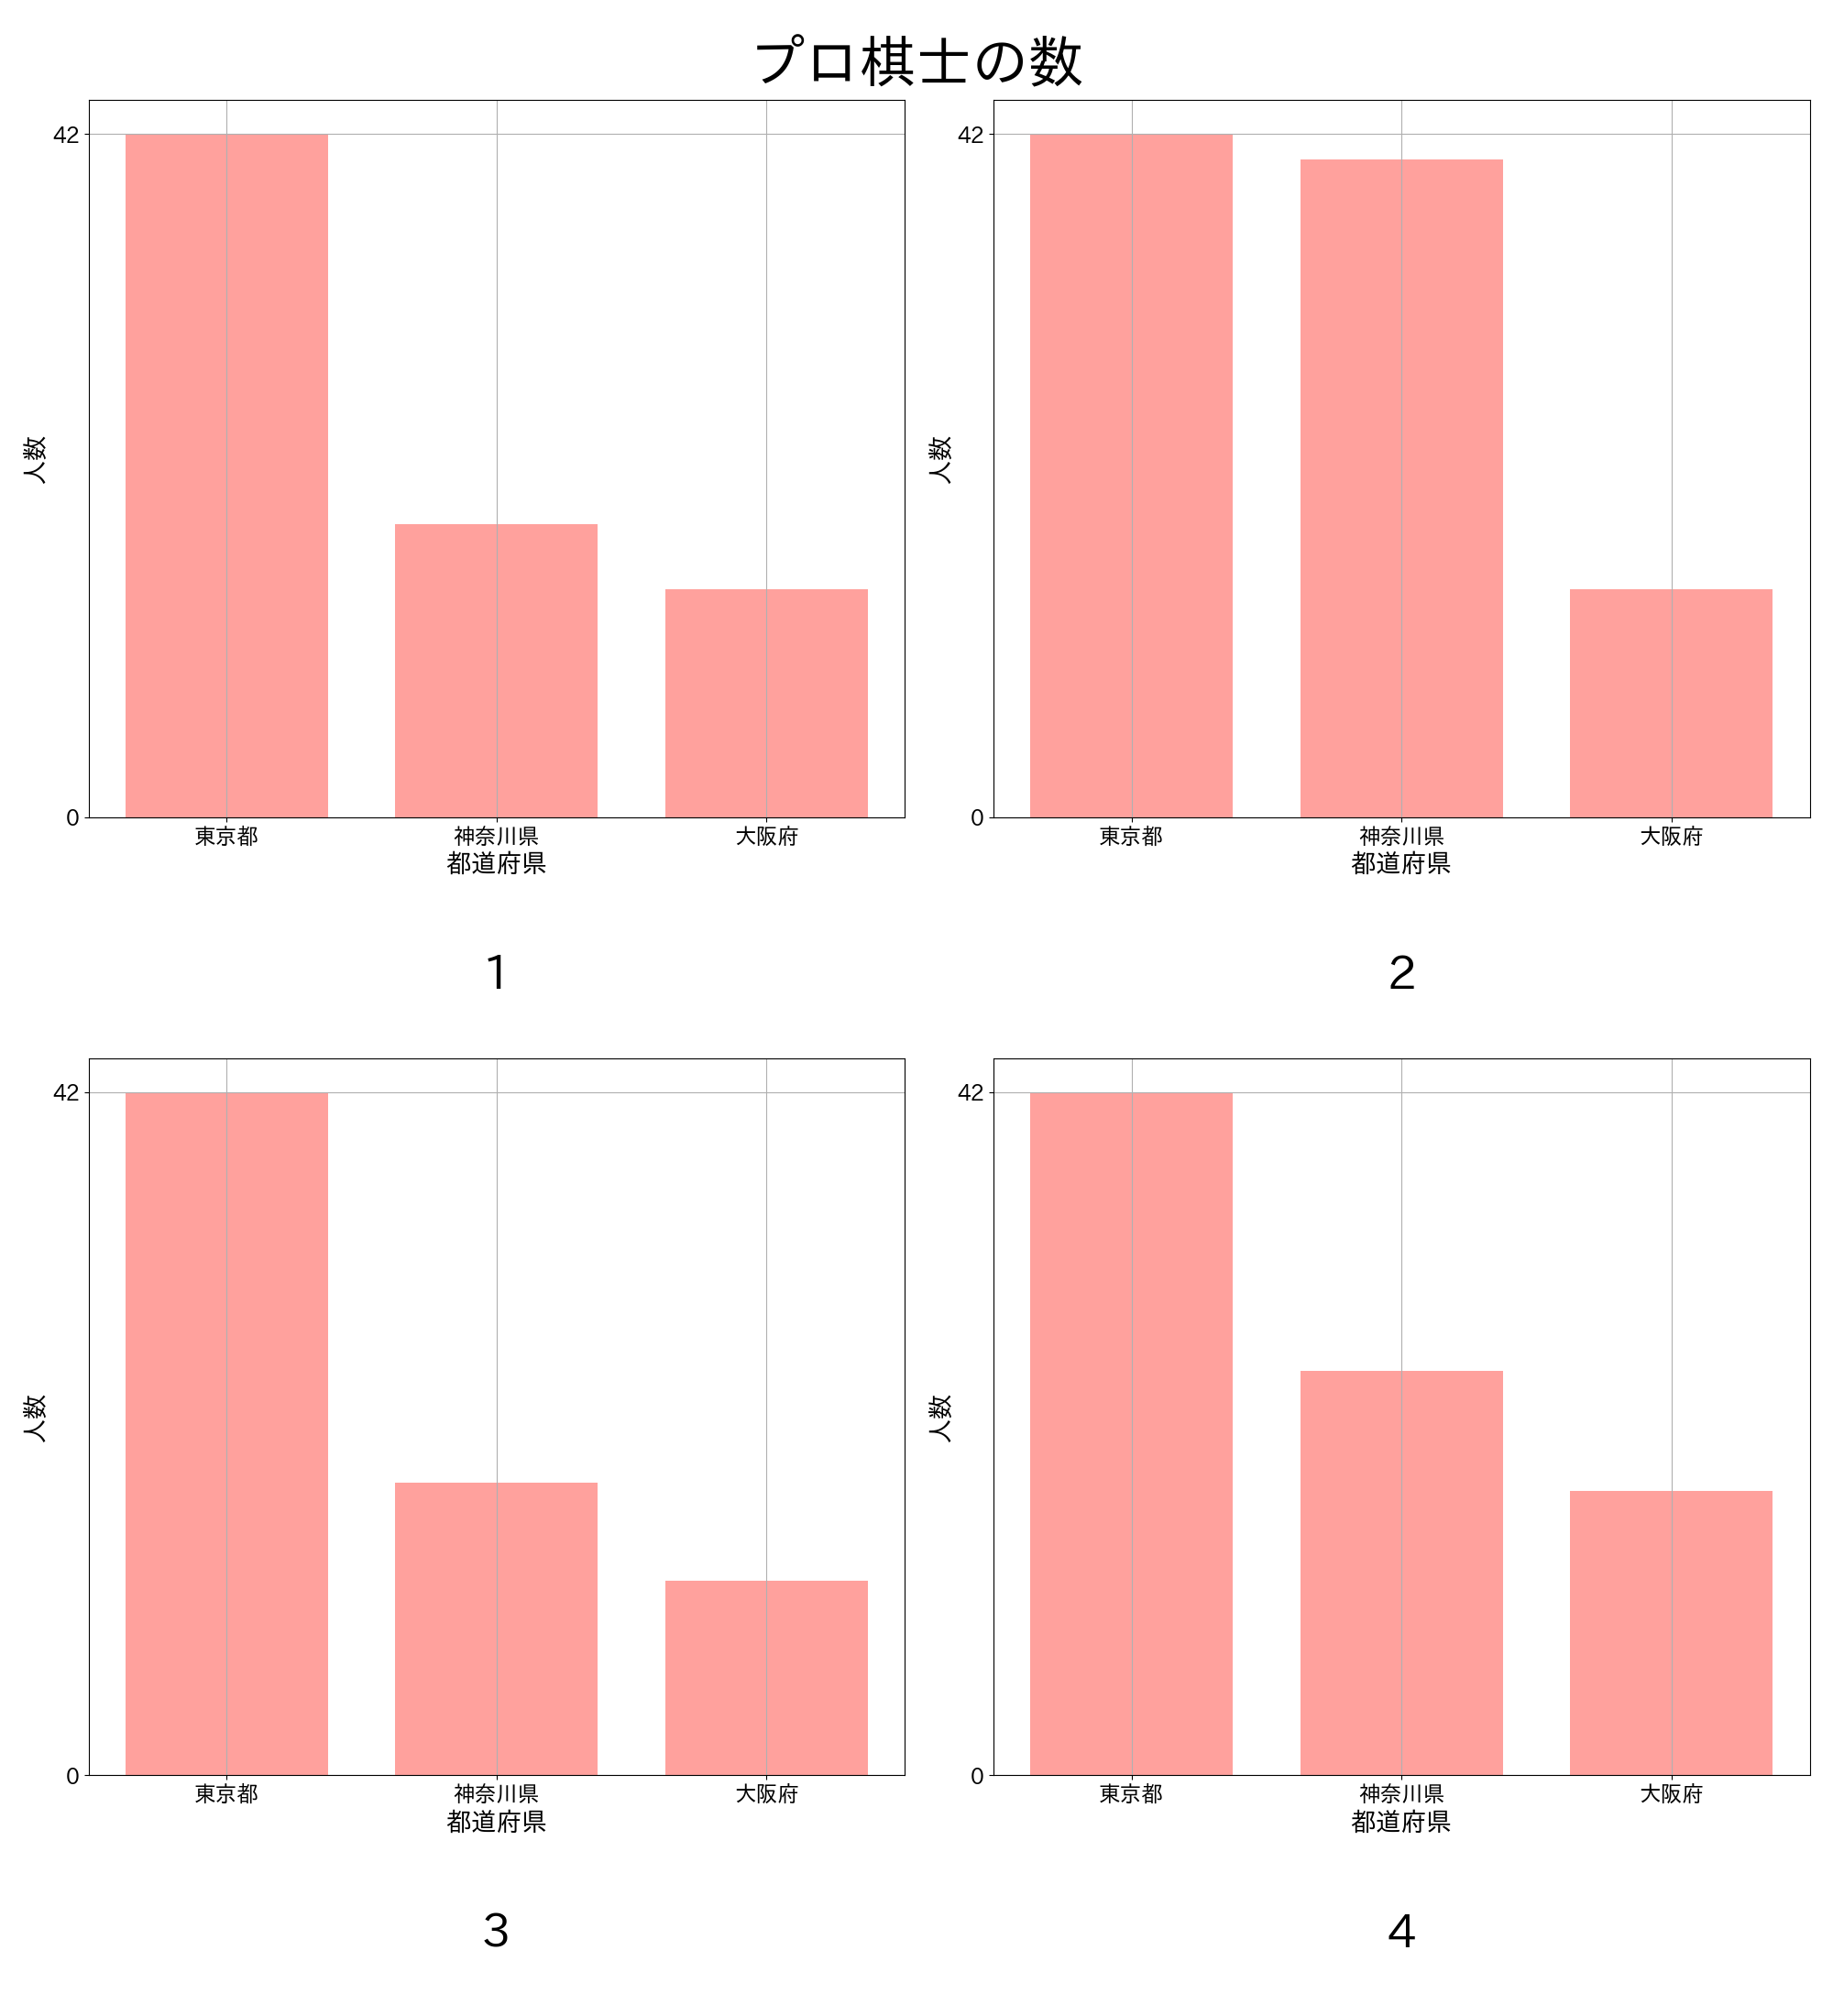 プロ棋士の数
42
人数
0
東京都 神奈川県 大阪府
都道府県
1
42
人数
0
東京都 神奈川県 大阪府
都道府県
2
42
人数
0
東京都 神奈川県 大阪府
都道府県
3
42
人数
0
東京都 神奈川県 大阪府
都道府県
4